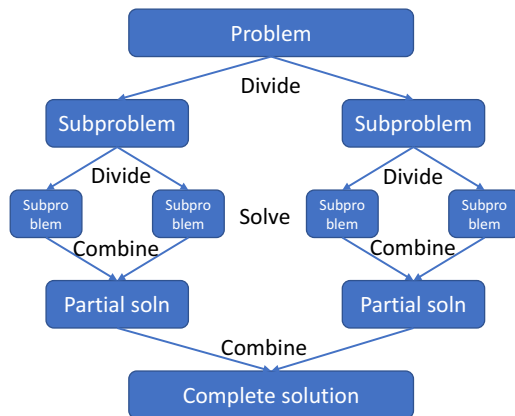 Problem
Divide
Subproblem
Subproblem
Divide
Divide
Subpro
blem
Subpro
blem
Solve
Subpro
blem
Subpro
blem
Combine
Combine
Partial soln
Partial soln
Combine
Complete solution